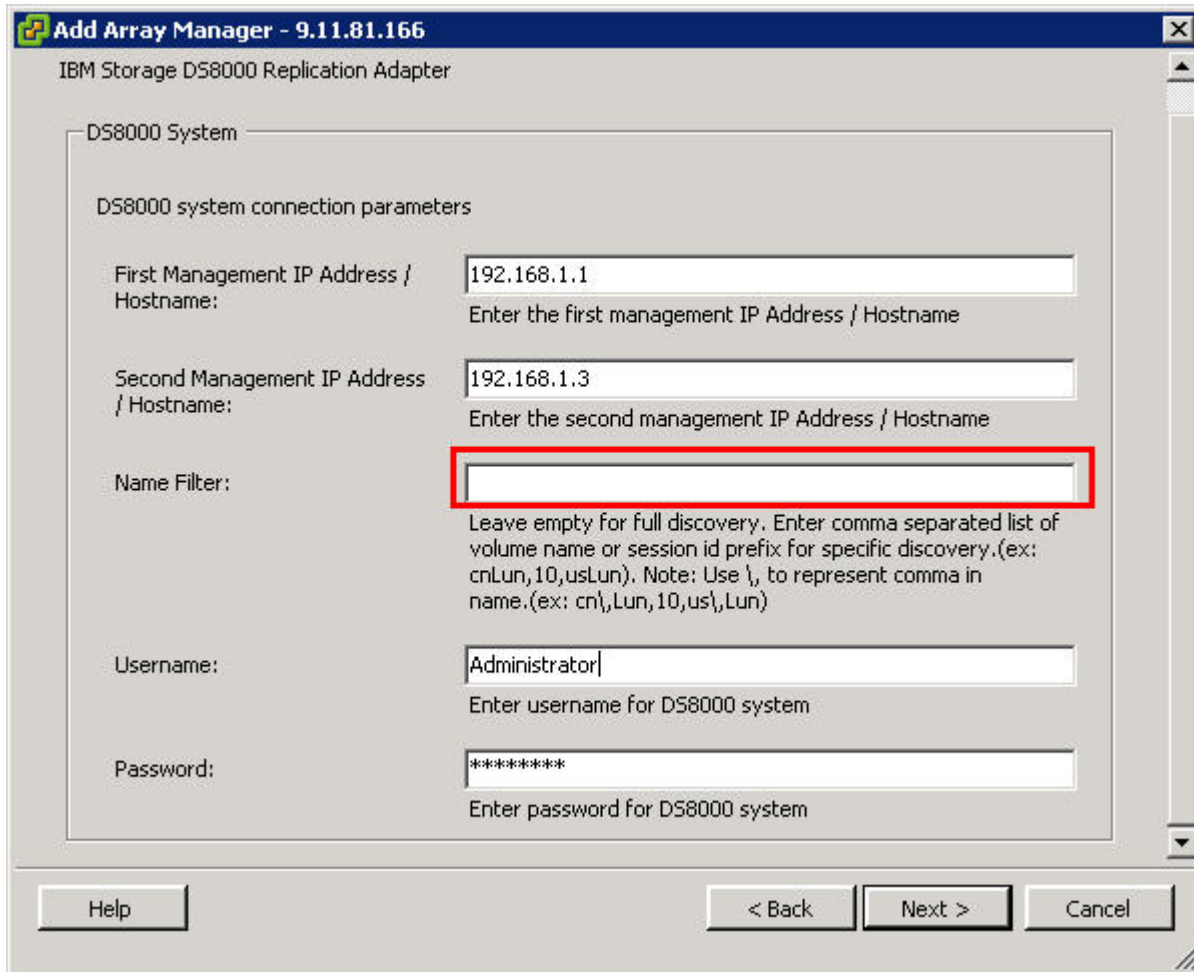 Add Array Manager - 9.11.81.166
IBM Storage DS8000 Replication Adapter
DS8000 System
DS8000 system connection parameters
First Management IP Address /
Hostname:
192.168.1.1
Enter the first management IP Address / Hostname
Second Management IP Address
/ Hostname:
192.168.1.3
Enter the second management IP Address / Hostname
Name Filter:
Leave empty for full discovery. Enter comma separated list of
volume name or session id prefix for specific discovery.(ex:
cnLun,10,usLun). Note: Use \, to represent comma in
name.(ex: cn\,Lun,10,us\,Lun)
Username:
Administrator
Enter username for DS8000 system
Password:
********
Enter password for DS8000 system
Help
< Back
Next >
Cancel